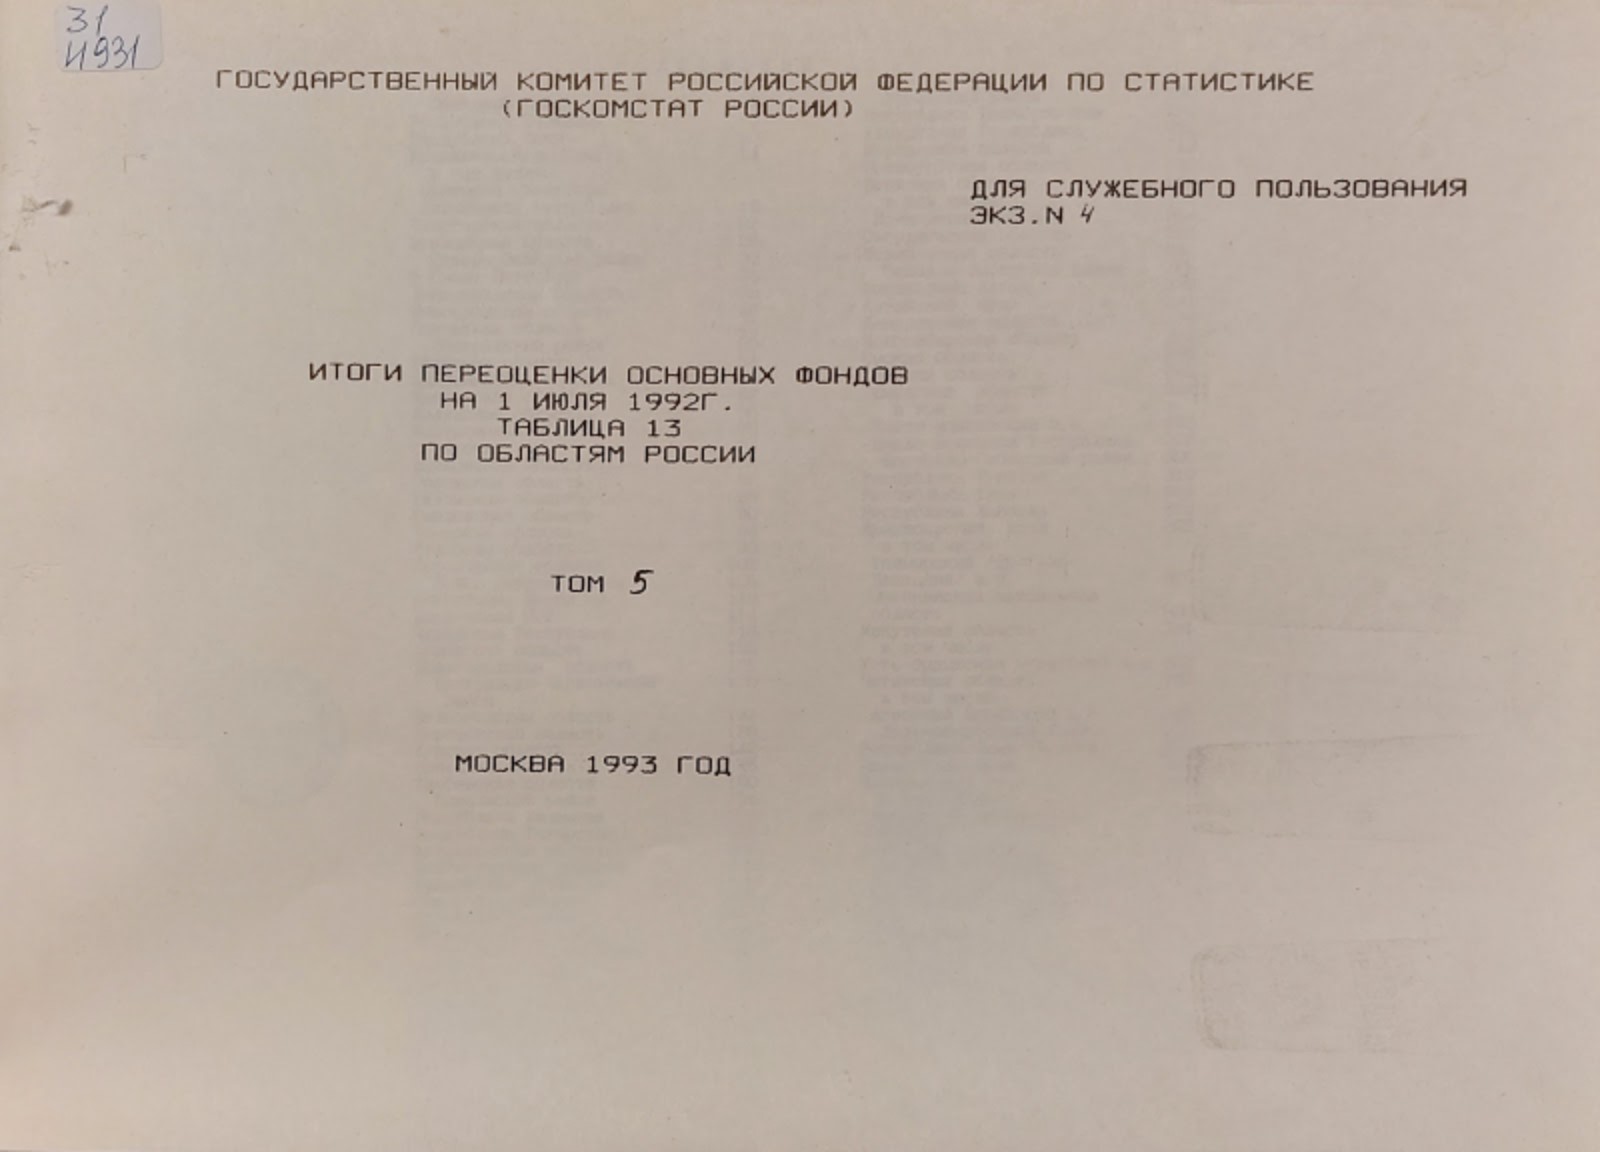 31
И931
ГОСУДАРСТВЕННЫЙ КОМИТЕТ РОССИЙСКОЙ ФЕДЕРАЦИИ ПО СТАТИСТИКЕ
(ГОСКОМСТАТ РОССИИ)
ДЛЯ СЛУЖЕБНОГО ПОЛЬЗОВАНИЯ
ЭКЗ.N 4
ИТОГИ ПЕРЕОЦЕНКИ ОСНОВНЫХ ФОНДОВ
НА 1 ИЮЛЯ 1992Г.
ТАБЛИЦА 13
ПО ОБЛАСТЯМ РОССИИ
ТОМ 5
МОСКВА 1993 ГОД